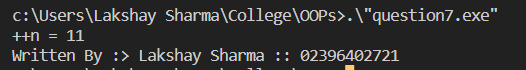 c:\Users\Lakshay Sharma\College\OOPs>.\"question7.exe"
++n = 11
Written By :> Lakshay Sharma :: 02396402721